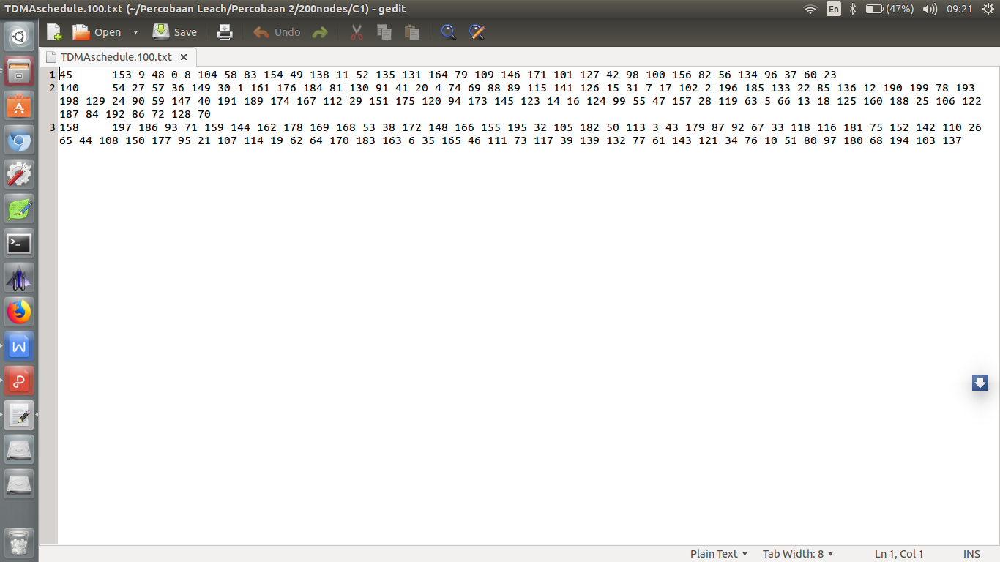 TDMAschedule.100.txt (~/Percobaan Leach/Percobaan 2/200nodes/C1) - gedit
En
(47%)
09:21
Open
Save
Undo
TDMAschedule.100.txt
1 45 153 9 48 0 8 104 58 83 154 49 138 11 52 135 131 164 79 109 146 171 101 127 42 98 100 156 82 56 134 96 37 60 23
2 140 54 27 57 36 149 30 1 161 176 184 81 130 91 41 20 4 74 69 88 89 115 141 126 15 31 7 17 102 2 196 185 133 22 85 136 12 190 199 78 193
198 129 24 90 59 147 40 191 189 174 167 112 29 151 175 120 94 173 145 123 14 16 124 99 55 47 157 28 119 63 5 66 13 18 125 160 188 25 106 122
187 84 192 86 72 128 70
3 158 197 186 93 71 159 144 162 178 169 168 53 38 172 148 166 155 195 32 105 182 50 113 3 43 179 87 92 67 33 118 116 181 75 152 142 110 26
65 44 108 150 177 95 21 107 114 19 62 64 170 183 163 6 35 165 46 111 73 117 39 139 132 77 61 143 121 34 76 10 51 80 97 180 68 194 103 137
Plain Text
Tab Width: 8
Ln 1, Col 1
INS